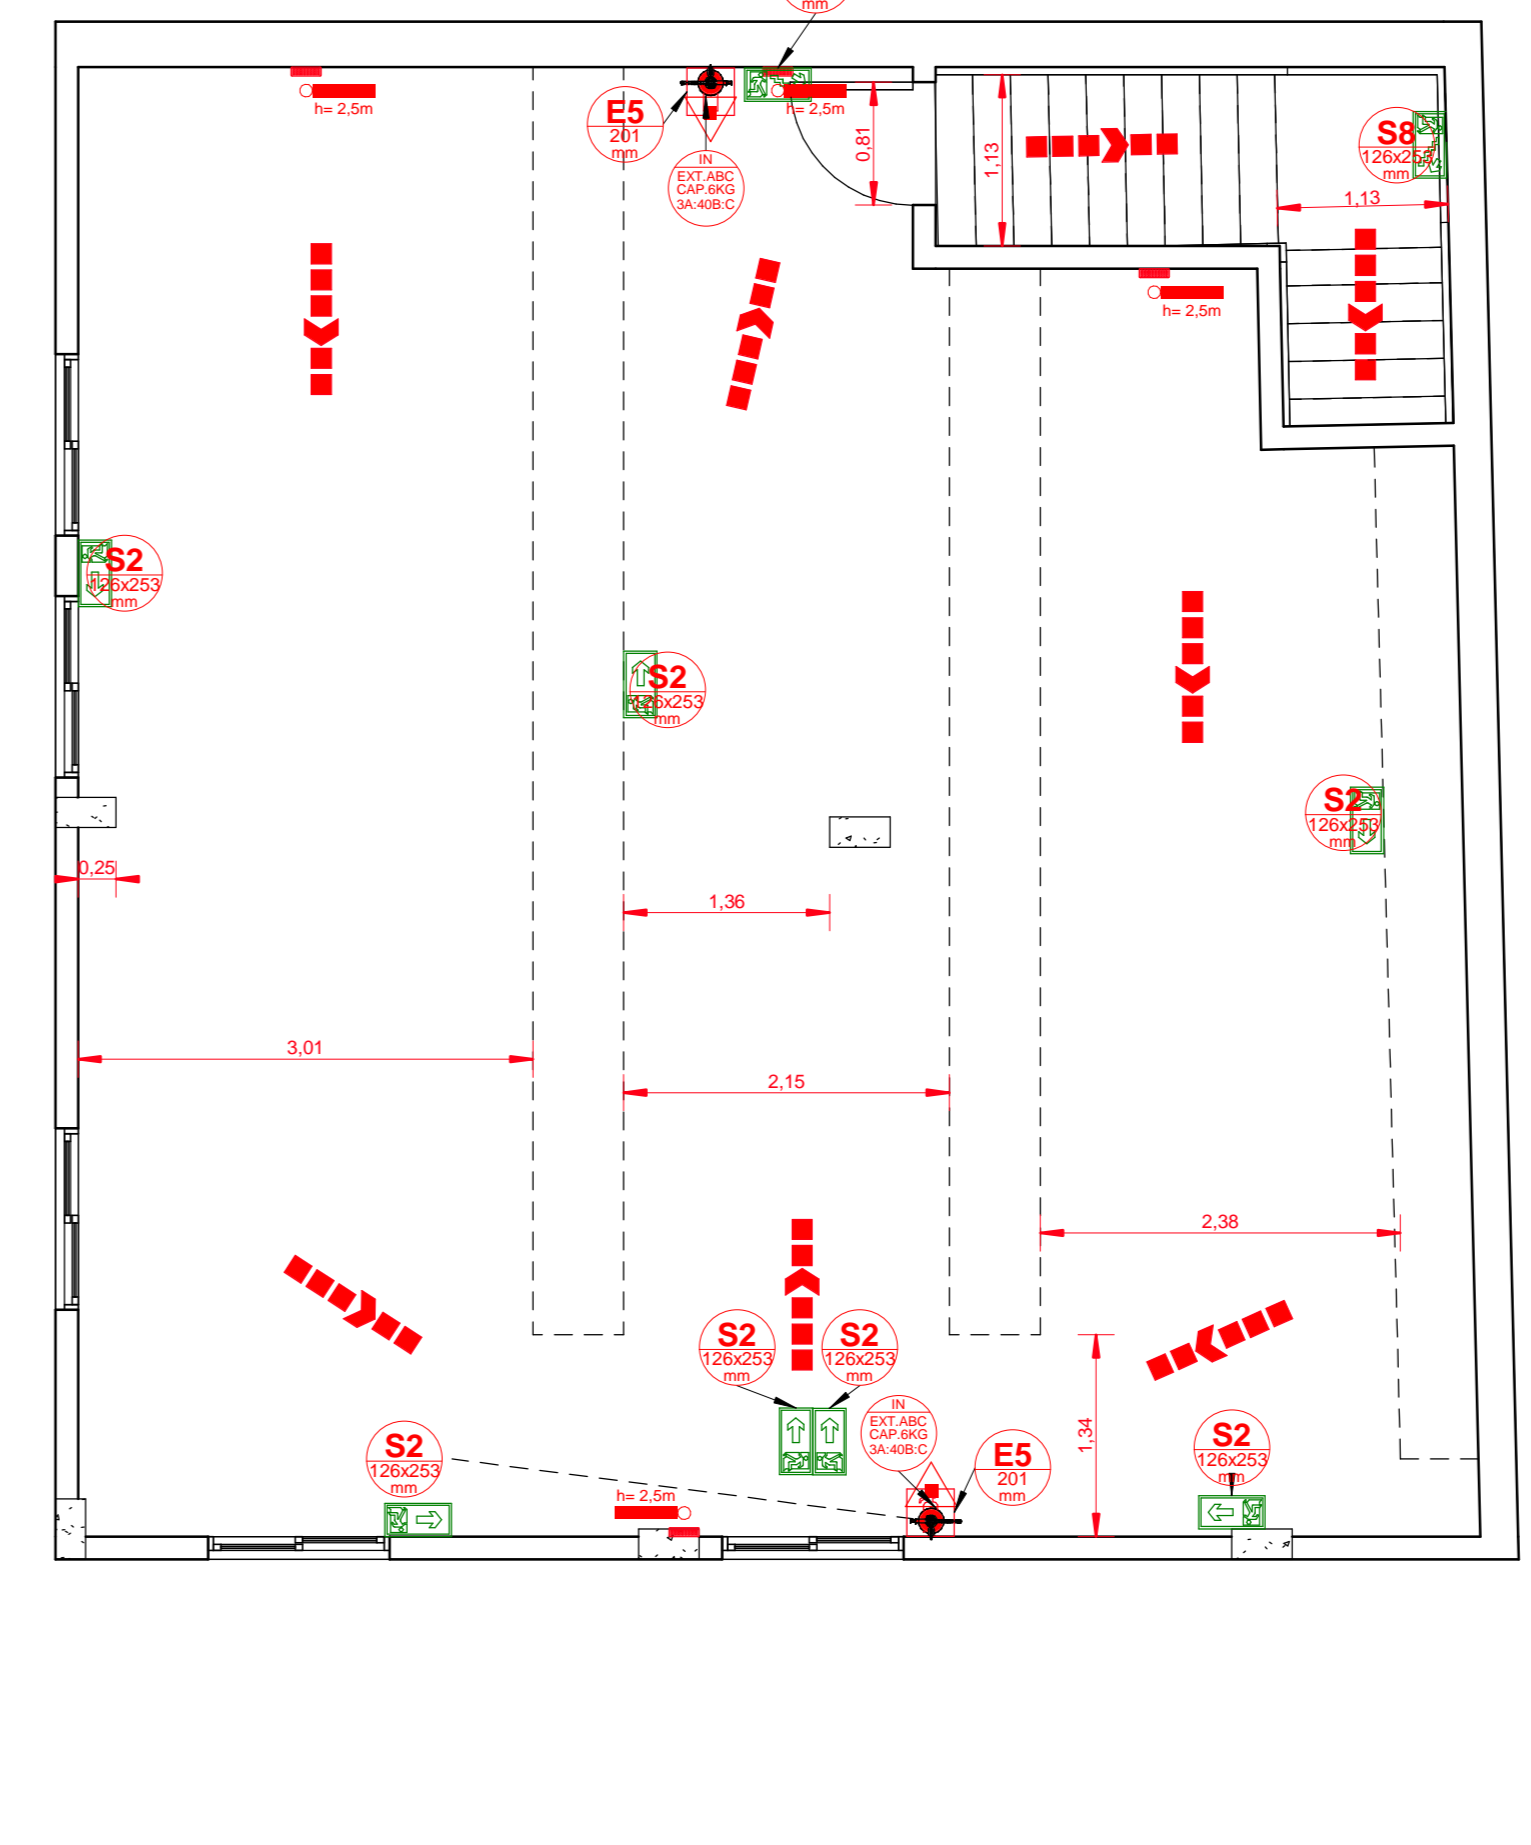 mm
h= 2,5m
E5
201
mm
h= 2,5m
0,81
1,13
S8
126x253
mm
IN
EXT.ABC
CAP.6KG
3A:40B:C
1,13
h= 2,5m
S2
126x253
mm
S2
126x253
mm
S2
126x253
mm
0,25
1,36
3,01
2,15
2,38
S2
126x253
mm
S2
126x253
mm
IN
EXT.ABC
CAP.6KG
3A:40B:C
1,34
S2
126x253
mm
E5
201
mm
S2
126x253
mm
h= 2,5m